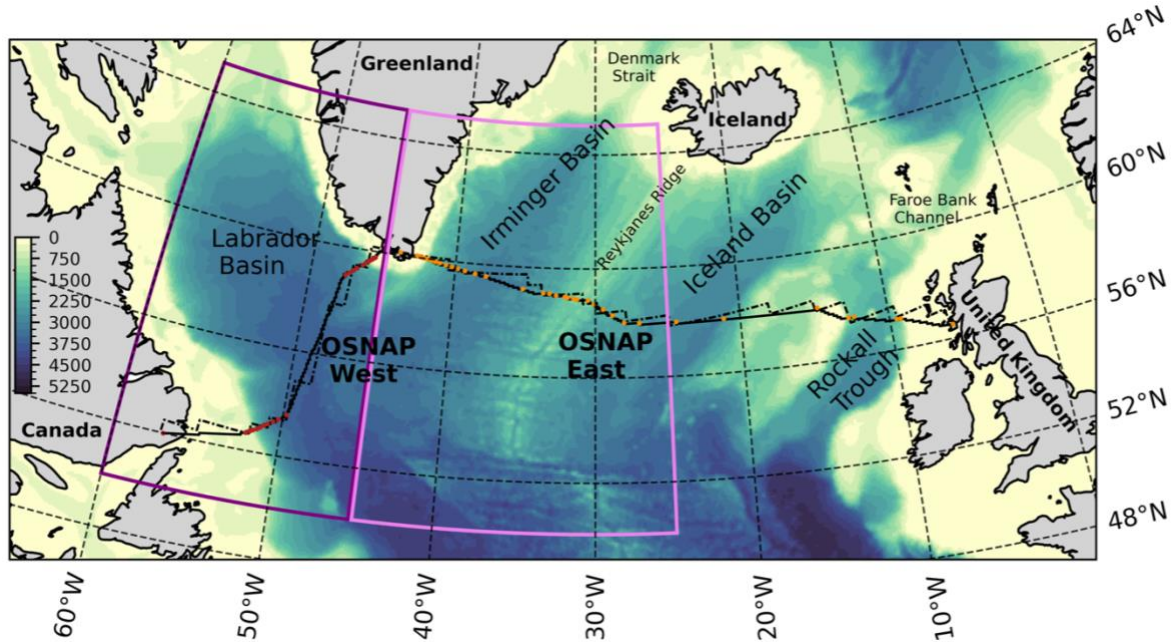 64°N
Greenland
Denmark
Strait
Iceland
60°N
Irminger Basin
Reykjanes Ridge
Iceland Basin
Faroe Bank
Channel
Labrador
Basin
0
750
1500
2250
3000
3750
4500
5250
56°N
United Kingdom
OSNAP
West
OSNAP
East
Rockall
Trough
52°N
Canada
48°N
60°W
50°W
40°W
30°W
20°W
10°W